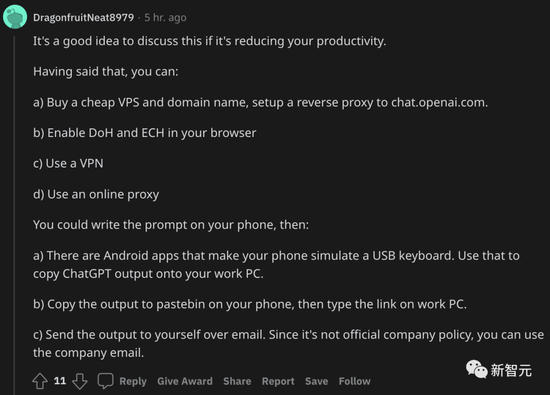 DragonfruitNeat8979 · 5 hr. ago
It's a good idea to discuss this if it's reducing your productivity.
Having said that, you can:
a) Buy a cheap VPS and domain name, setup a reverse proxy to chat.openai.com.
b) Enable DoH and ECH in your browser
c) Use a VPN
d) Use an online proxy
You could write the prompt on your phone, then:
a) There are Android apps that make your phone simulate a USB keyboard. Use that to
copy ChatGPT output onto your work PC.
b) Copy the output to pastebin on your phone, then type the link on work PC.
c) Send the output to yourself over email. Since it's not official company policy, you can use
the company email.
11 Reply Give Award Share Report Save Follow
新智元